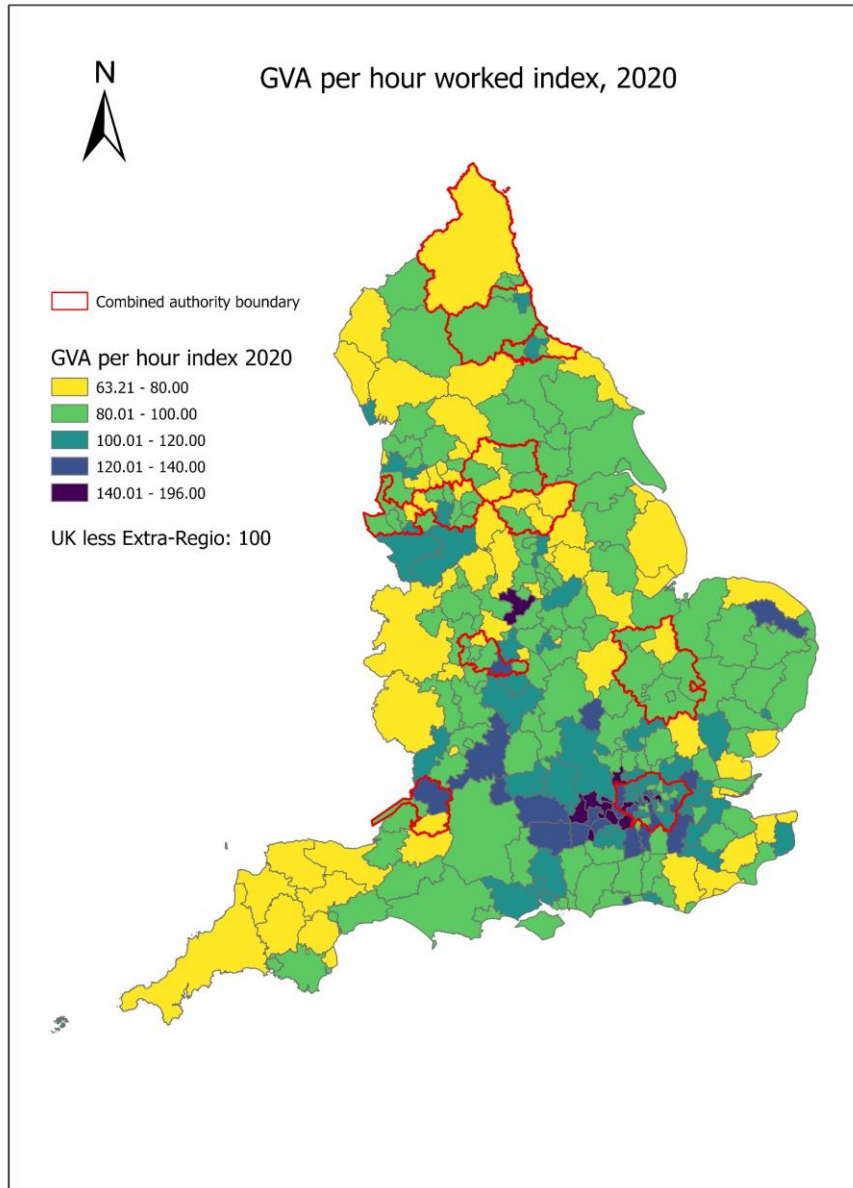 GVA per hour worked index, 2020
N
Combined authority boundary
GVA per hour index 2020
63.21 - 80.00
80.01 - 100.00
100.01 - 120.00
120.01 - 140.00
140.01 - 196.00
UK less Extra-Regio: 100